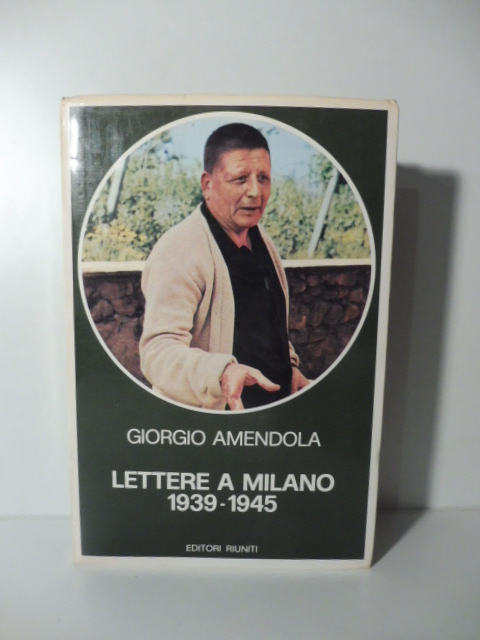 GIORGIO AMENDOLA
LETTERE A MILANO
1939-1945
EDITORI RIUNITI